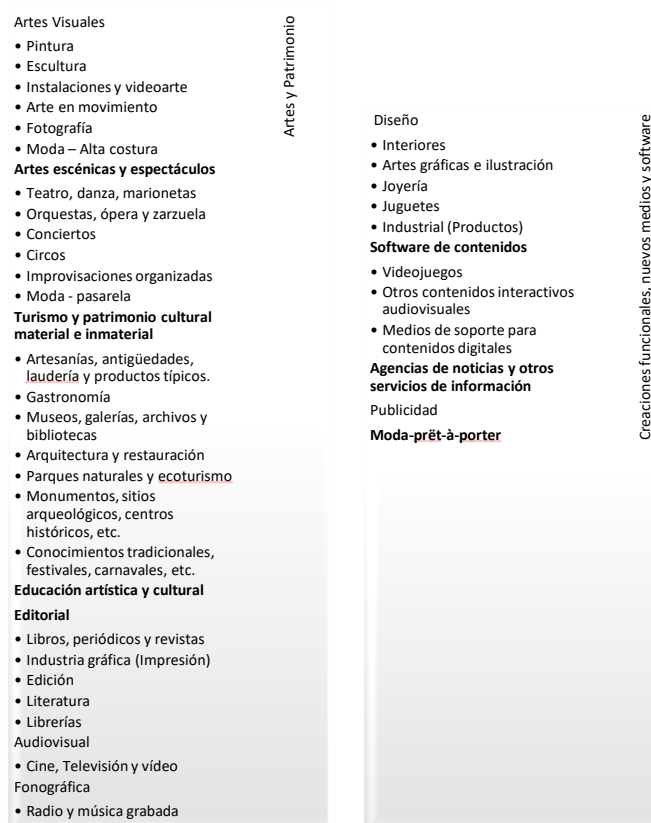 Artes Visuales
• Pintura
• Escultura
• Instalaciones y videoarte
• Arte en movimiento
• Fotografía
• Moda – Alta costura
Artes escénicas y espectáculos
• Teatro, danza, marionetas
• Orquestas, ópera y zarzuela
• Conciertos
• Circos
• Improvisaciones organizadas
• Moda - pasarela
Turismo y patrimonio cultural
material e inmaterial
• Artesanías, antigüedades,
laudería y productos típicos.
• Gastronomía
• Museos, galerías, archivos y
bibliotecas
• Arquitectura y restauración
• Parques naturales y ecoturismo
• Monumentos, sitios
arqueológicos, centros
históricos, etc.
• Conocimientos tradicionales,
festivales, carnavales, etc.
Educación artística y cultural
Editorial
• Libros, periódicos y revistas
• Industria gráfica (Impresión)
• Edición
• Literatura
• Librerías
Audiovisual
• Cine, Televisión y vídeo
Fonográfica
• Radio y música grabada
Artes y Patrimonio
Diseño
• Interiores
• Artes gráficas e ilustración
• Joyería
• Juguetes
• Industrial (Productos)
Software de contenidos
• Videojuegos
• Otros contenidos interactivos
audiovisuales
• Medios de soporte para
contenidos digitales
Agencias de noticias y otros
servicios de información
Publicidad
Moda-prët-à-porter
Creaciones funcionales, nuevos medios y software